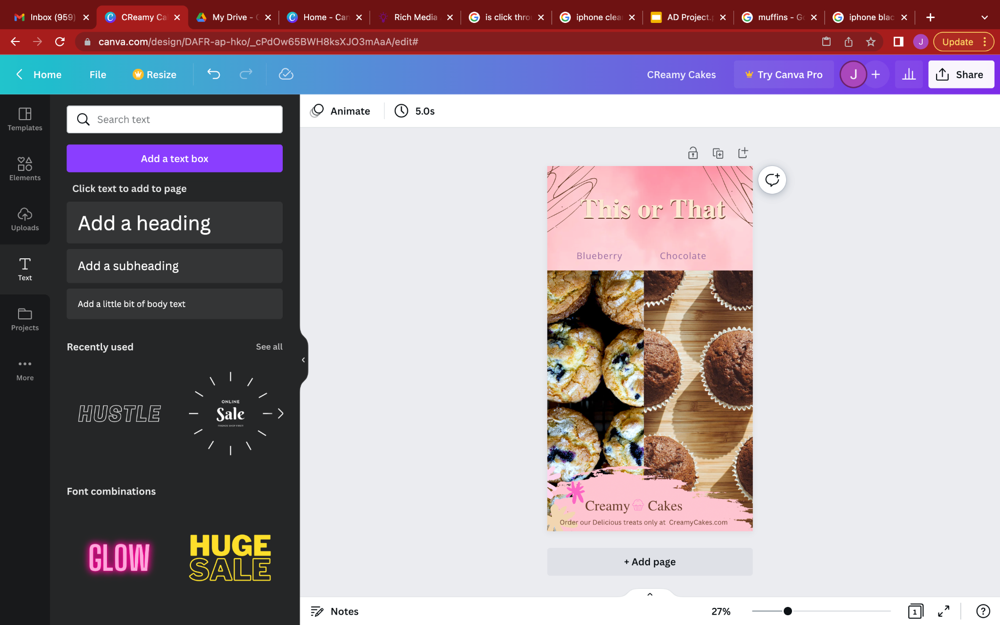 Inbox (959)
CReamy Ca
My Drive -
Home - Can
Rich Media
is click thro
iphone clea
AD Project.p
muffins - Go
iphone blac
canva.com/design/DAFR-ap-hko/_cPdOw65BWH8ksXJO3mAaA/edit#
J
Update
Home
File
Resize
CReamy Cakes
Try Canva Pro
J
+
Share
Templates
Elements
Uploads
Text
Projects
More
Search text
Add a text box
Click text to add to page
Add a heading
Add a subheading
Add a little bit of body text
Recently used
See all
HUSTLE
ONLINE
Sale
FRIENDS SHOP FIRST!
Font combinations
GLOW
HUGE
SALE
Animate
5.0s
This or That
Blueberry
Chocolate
Creamy Cakes
Order our Delicious treats only at CreamyCakes.com
+ Add page
Notes
27%
1
?